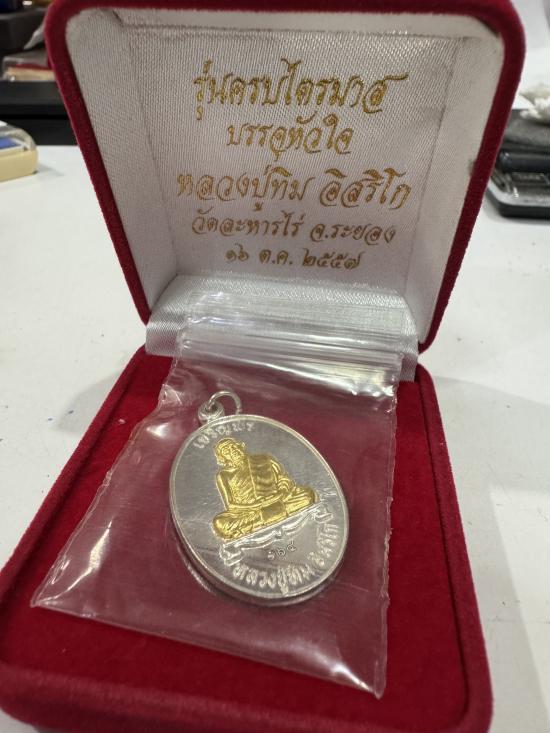 รุ่นครบไตรมาส
บรรจุหัวใจ
หลวงปู่ทิม อิสริโก
วัดละหารไร่ จ.ระยอง
๑๖ ต.ค. ๒๕๕๗
เจริญพร
หลวงปู่ทิม อิสริโก